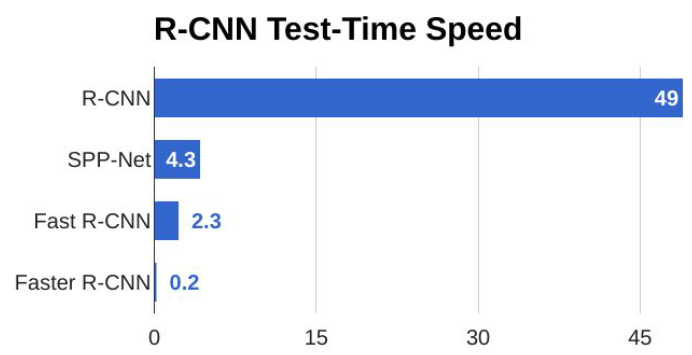 R-CNN Test-Time Speed
R-CNN 49
SPP-Net 4.3
Fast R-CNN 2.3
Faster R-CNN 0.2
0 15 30 45